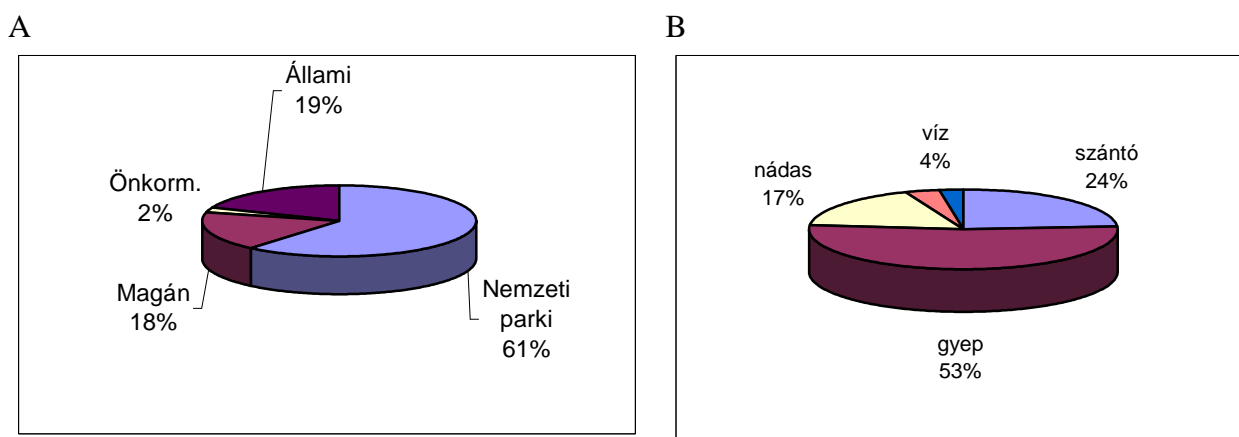 A
Állami
19%
Önkorm.
2%
Magán
18%
Nemzeti
parki
61%
B
víz
4%
szántó
24%
nádas
17%
gyep
53%